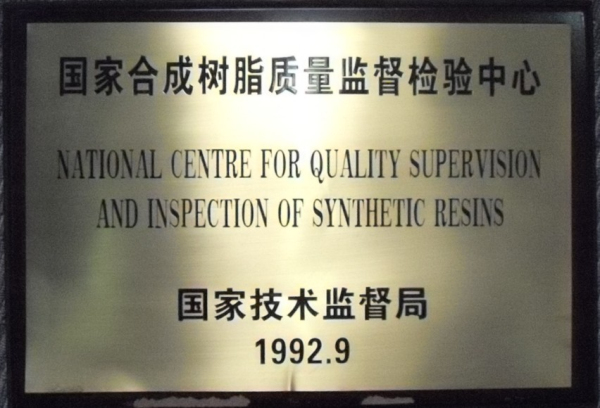 国家合成树脂质量监督检验中心
NATIONAL CENTRE FOR QUALITY SUPERVISION
AND INSPECTION OF SYNTHETIC RESINS
国家技术监督局
1992.9